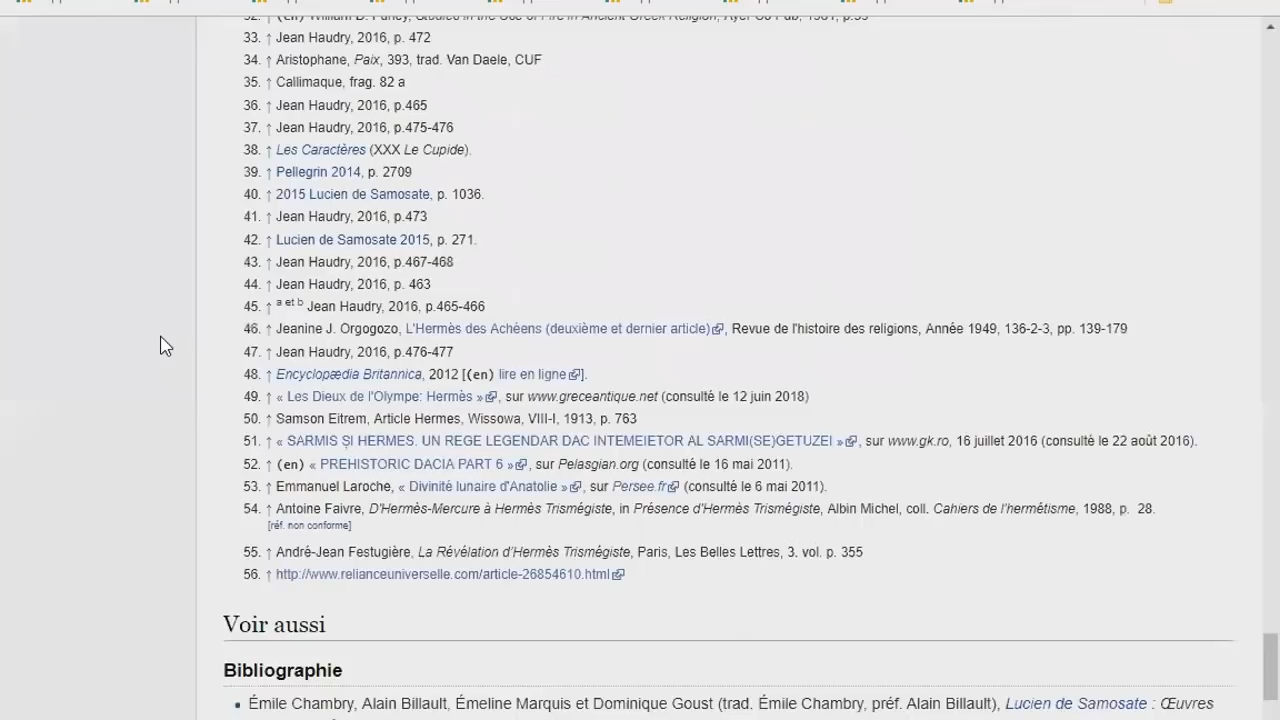 33. ↑ Jean Haudry, 2016, p. 472
34. ↑ Aristophane, Paix, 393, trad. Van Daele, CUF
35. ↑ Callimaque, frag. 82 a
36. ↑ Jean Haudry, 2016, p.465
37. ↑ Jean Haudry, 2016, p.475-476
38. ↑ Les Caractères (XXX Le Cupide).
39. ↑ Pellegrin 2014, p. 2709
40. ↑ 2015 Lucien de Samosate, p. 1036.
41. ↑ Jean Haudry, 2016, p.473
42. ↑ Lucien de Samosate 2015, p. 271.
43. ↑ Jean Haudry, 2016, p.467-468
44. ↑ Jean Haudry, 2016, p. 463
45. ↑ a et b Jean Haudry, 2016, p.465-466
46. ↑ Jeanine J. Orgogozo, L'Hermès des Achéens (deuxième et dernier article), Revue de l'histoire des religions, Année 1949, 136-2-3, pp. 139-179
47. ↑ Jean Haudry, 2016, p.476-477
48. ↑ Encyclopædia Britannica, 2012 [(en) lire en ligne].
49. ↑ « Les Dieux de l'Olympe: Hermès », sur www.greceantique.net (consulté le 12 juin 2018)
50. ↑ Samson Eitrem, Article Hermes, Wissowa, VIII-I, 1913, p. 763
51. ↑ « SARMIS ȘI HERMES. UN REGE LEGENDAR DAC INTEMEIETOR AL SARMI(SE)GETUZEI », sur www.gk.ro, 16 juillet 2016 (consulté le 22 août 2016).
52. ↑ (en) « PREHISTORIC DACIA PART 6 », sur Pelasgian.org (consulté le 16 mai 2011).
53. ↑ Emmanuel Laroche, « Divinité lunaire d'Anatolie », sur Persee.fr (consulté le 6 mai 2011).
54. ↑ Antoine Faivre, D'Hermès-Mercure à Hermès Trismégiste, in Présence d'Hermès Trismégiste, Albin Michel, coll. Cahiers de l'hermétisme, 1988, p. 28.
[réf. non conforme]
55. ↑ André-Jean Festugière, La Révélation d'Hermès Trismégiste, Paris, Les Belles Lettres, 3. vol. p. 355
56. ↑ http://www.relianceuniverselle.com/article-26854610.html
Voir aussi
Bibliographie
• Émile Chambry, Alain Billault, Émeline Marquis et Dominique Goust (trad. Émile Chambry, préf. Alain Billault), Lucien de Samosate : Œuvres